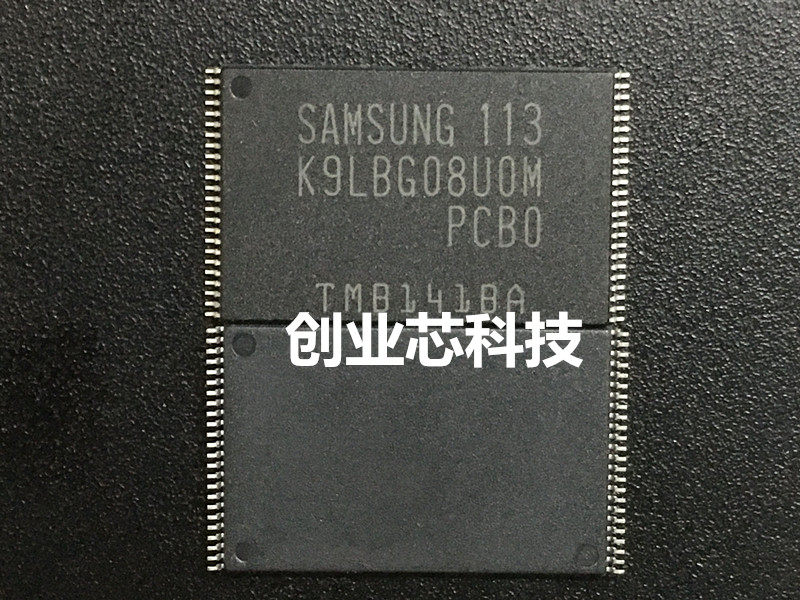 SAMSUNG 113
K9LBG08U0M
PCB0
TMB141BA
创业芯科技